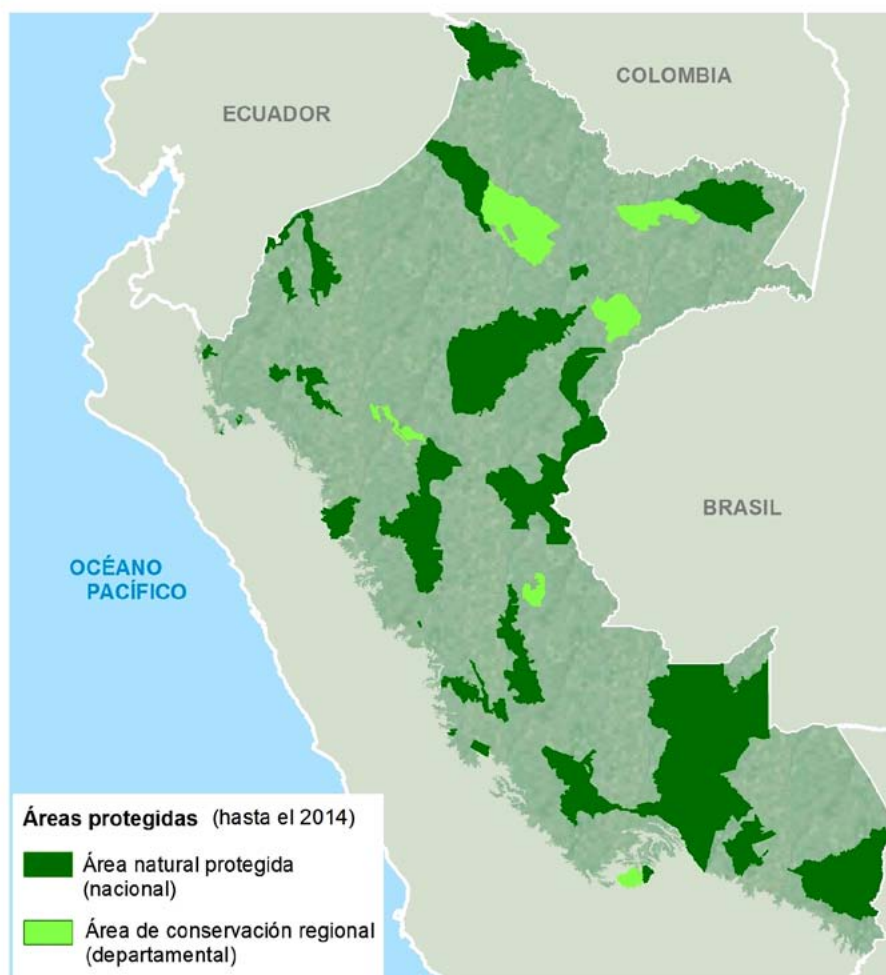 COLOMBIA
ECUADOR
BRASIL
OCÉANO
PACÍFICO
Áreas protegidas (hasta el 2014)
Área natural protegida
(nacional)
Área de conservación regional
(departamental)